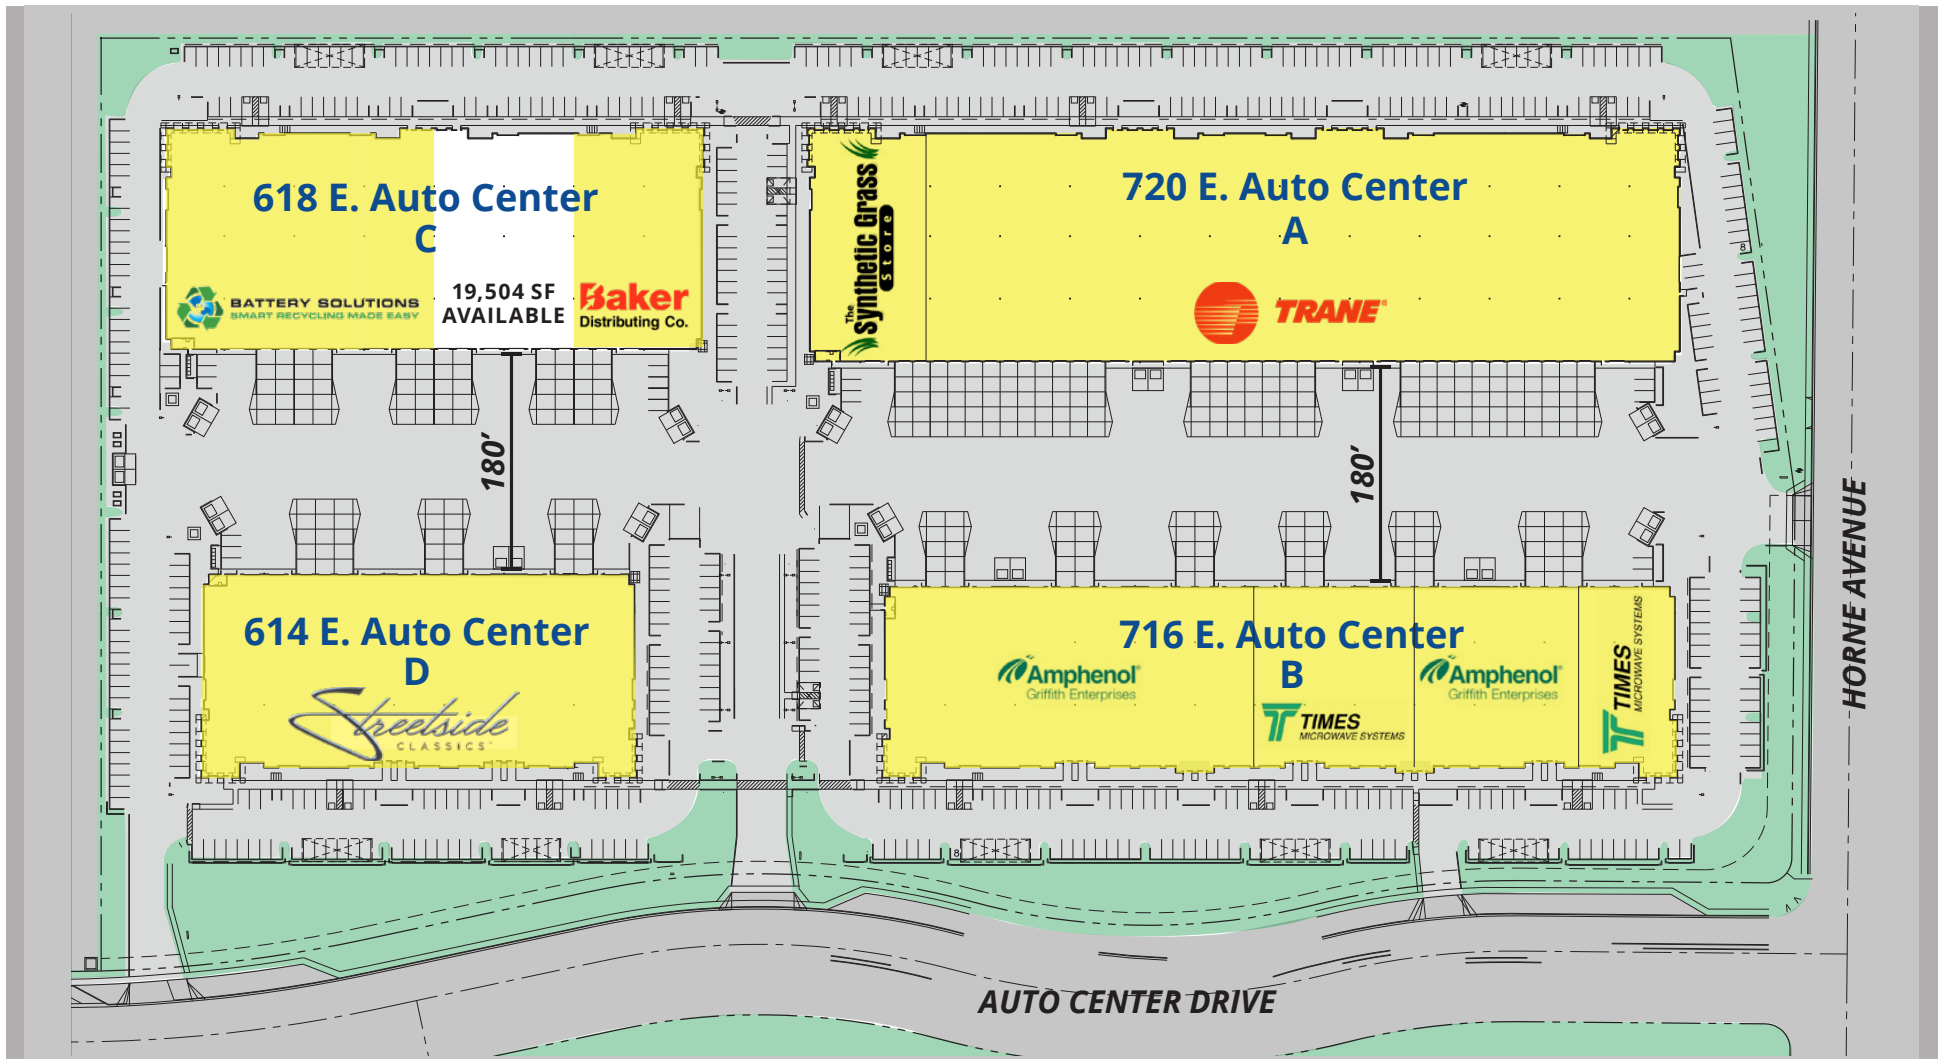 618 E. Auto Center
C
BATTERY SOLUTIONS
SMART RECYCLING MADE EASY
19,504 SF
AVAILABLE
Baker
Distributing Co.
The
Synthetic Grass
Store
720 E. Auto Center
A
TRANE®
8
180'
180'
HORNE AVENUE
614 E. Auto Center
D
Streetside
CLASSICS
716 E. Auto Center
B
Amphenol®
Griffith Enterprises
TIMES
MICROWAVE SYSTEMS
Amphenol®
Griffith Enterprises
TIMES
MICROWAVE SYSTEMS
8
AUTO CENTER DRIVE